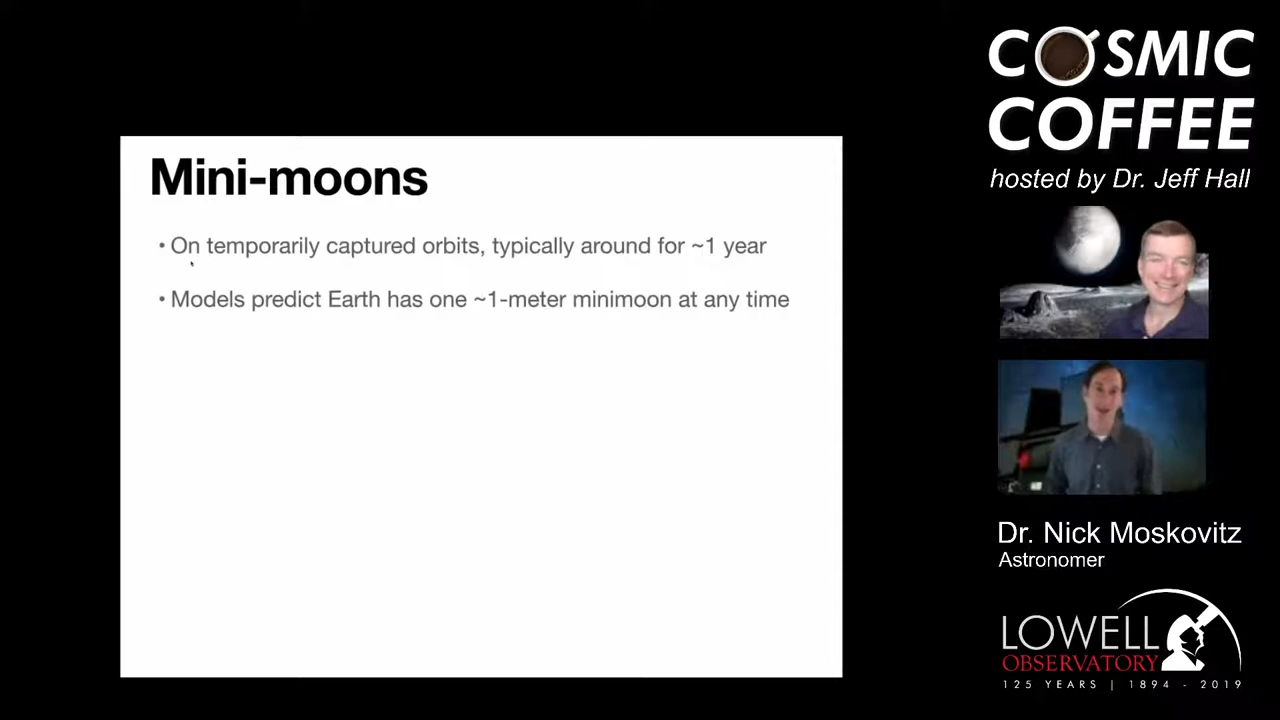 Mini-moons
• On temporarily captured orbits, typically around for ~1 year
• Models predict Earth has one ~1-meter minimoon at any time
COSMIC
COFFEE
hosted by Dr. Jeff Hall
Dr. Nick Moskovitz
Astronomer
LOWELL
OBSERVATORY
125 YEARS | 1894 - 2019